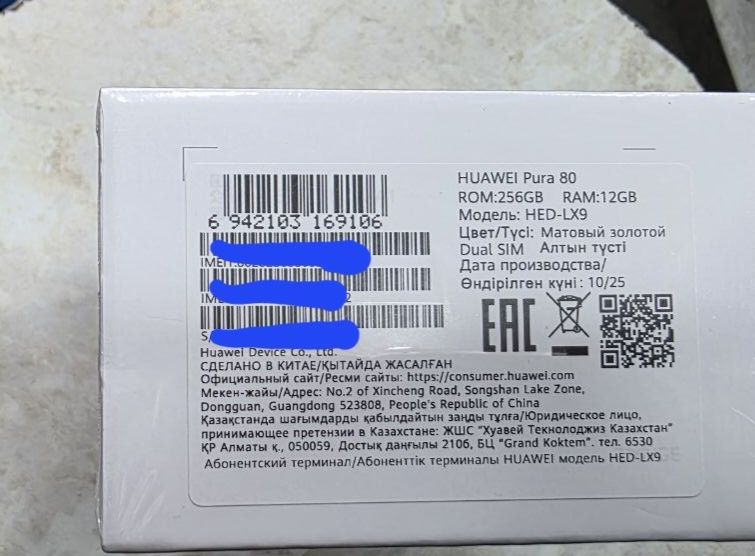 6 942103 169106
HUAWEI Pura 80
ROM:256GB RAM:12GB
Модель: HED-LX9
Цвет/Түсі: Матовый золотой
Dual SIM Алтын түсті
Дата производства/
Өндірілген күні : 10/25
EAC
Huawei Device Co., Ltd.
СДЕЛАНО В КИТАЕ/ҚЫТАЙДА ЖАСАЛҒАН
Официальный сайт/Ресми сайты: https://consumer.huawei.com
Мекен-жайы/Адрес: No.2 of Xincheng Road, Songshan Lake Zone,
Dongguan, Guangdong 523808, People's Republic of China
Қазақстанда шағымдарды қабылдайтын заңды тұлға/Юридическое лицо,
принимающее претензии в Казахстане: ЖШС "Хуавей Текнолоджиз Казахстан"
ҚР Алматы қ., 050059, Достық даңғылы 210б, БЦ "Grand Koktem". тел. 6530
Абонентский терминал/Абоненттік терминалы HUAWEI модель HED-LX9